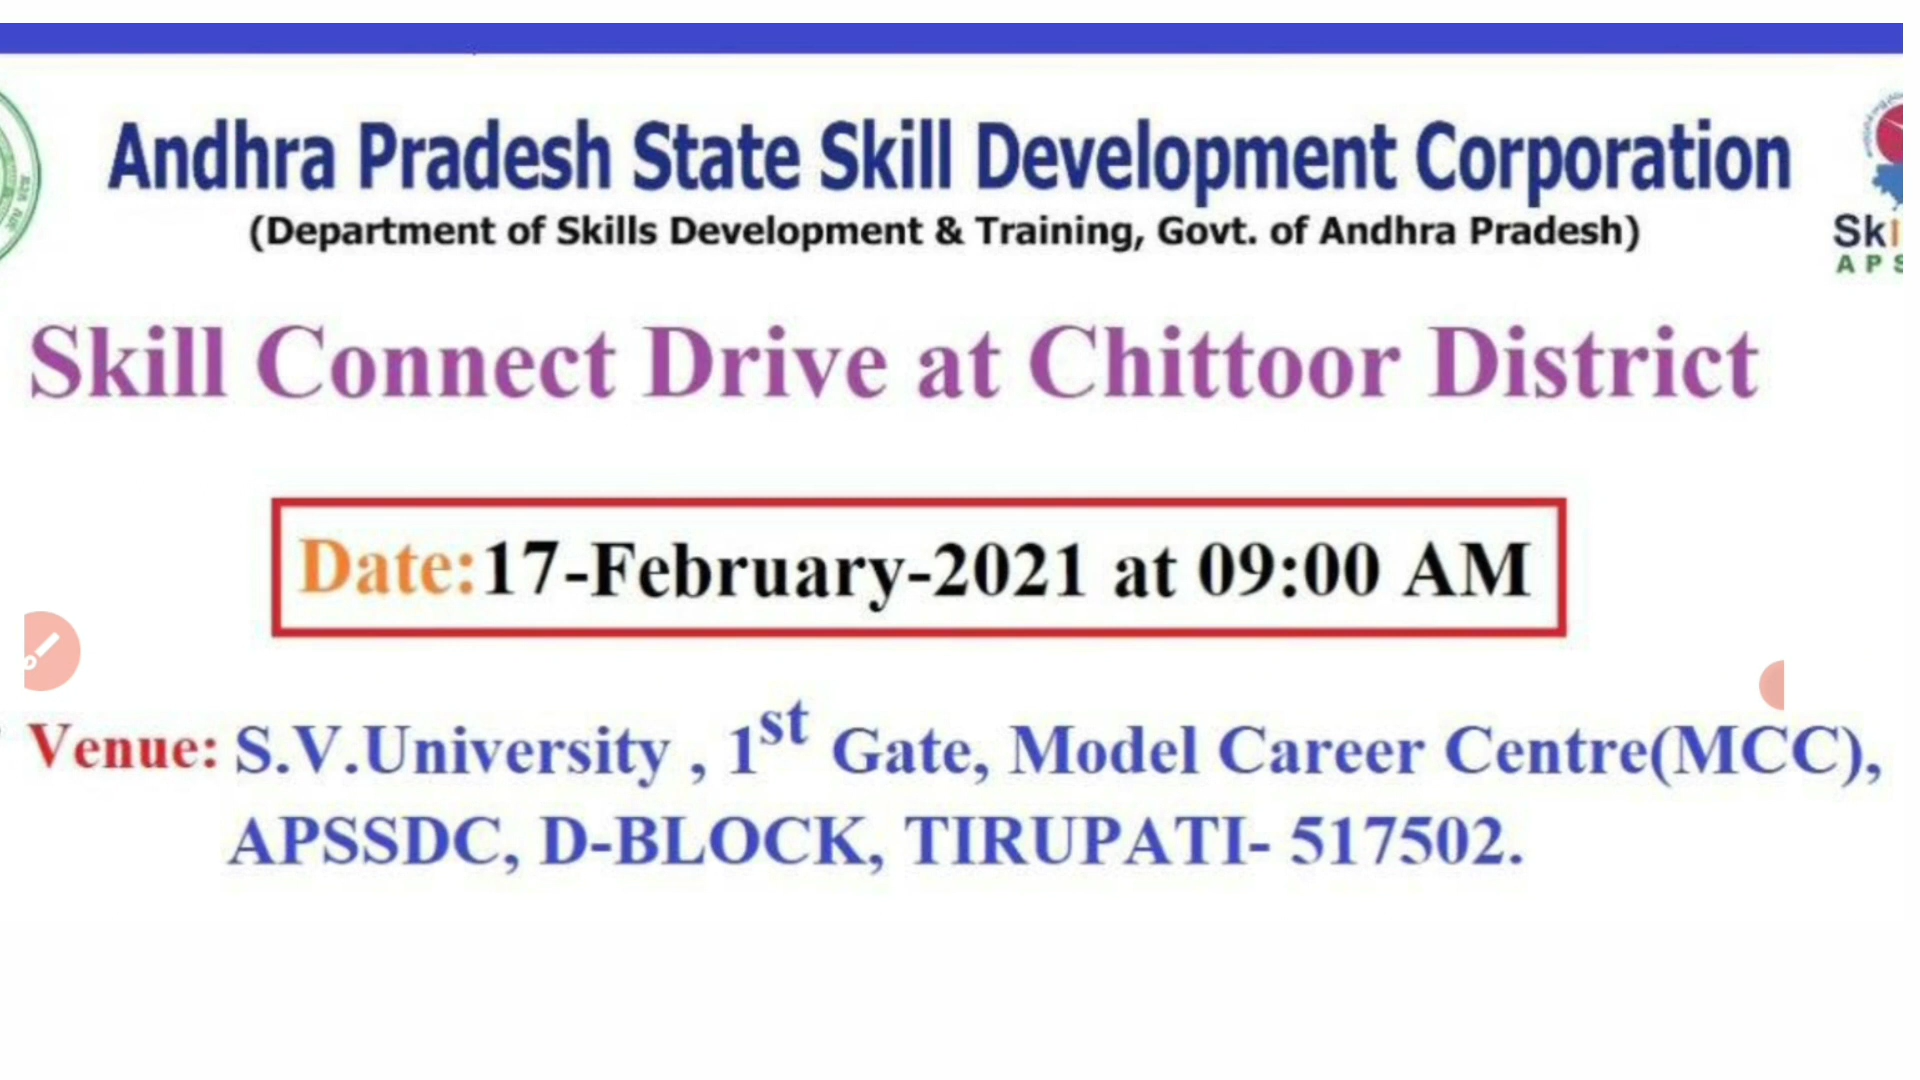 Andhra Pradesh State Skill Development Corporation
(Department of Skills Development & Training, Govt. of Andhra Pradesh)
Skill Connect Drive at Chittoor District
Date:17-February-2021 at 09:00 AM
Venue: S.V.University , 1st Gate, Model Career Centre(MCC),
APSSDC, D-BLOCK, TIRUPATI- 517502.